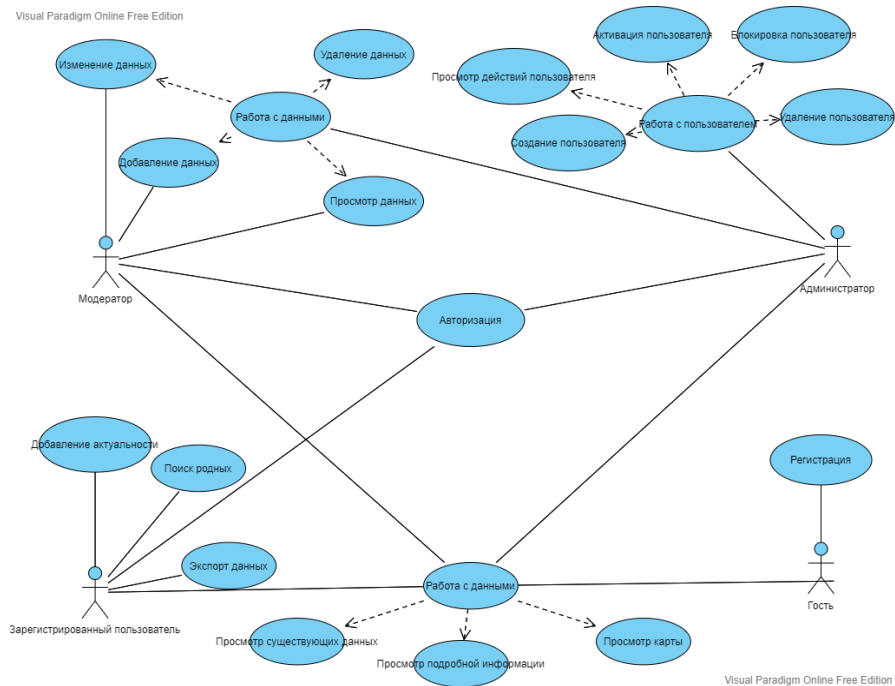 Visual Paradigm Online Free Edition
Изменение данных
Удаление данных
Активация пользователя
Блокировка пользователя
Просмотр действий пользователя
Работа с данными
Создание пользователя
Работа с пользователем
Удаление пользователя
Добавление данных
Просмотр данных
Модератор
Администратор
Авторизация
Добавление актуальности
Поиск родных
Регистрация
Экспорт данных
Работа с данными
Зарегистрированный пользователь
Гость
Просмотр существующих данных
Просмотр подробной информации
Просмотр карты
Visual Paradigm Online Free Edition